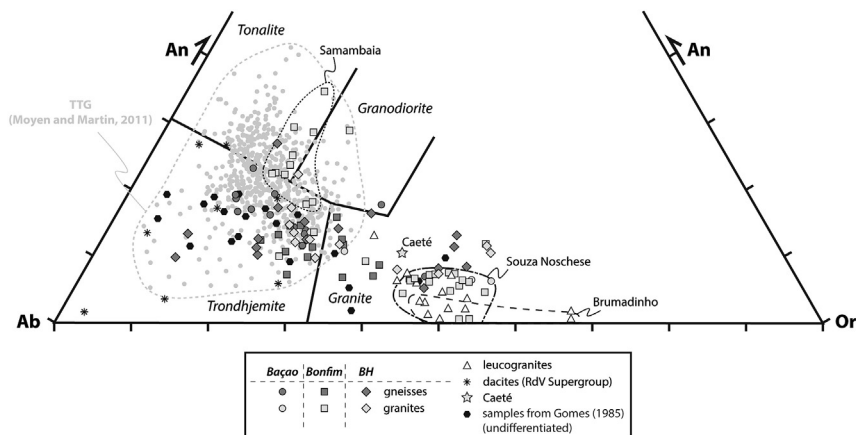 Tonalite
Samambaia
An
An
Granodiorite
TTG
(Moyen and Martin, 2011)
Caeté
Souza Noschese
Trondhjemite
Granite
Brumadinho
Ab
Or
Baçao Bonfim BH
gneisses
granites
leucogranites
dacites (RdV Supergroup)
Caeté
samples from Gomes (1985)
(undifferentiated)